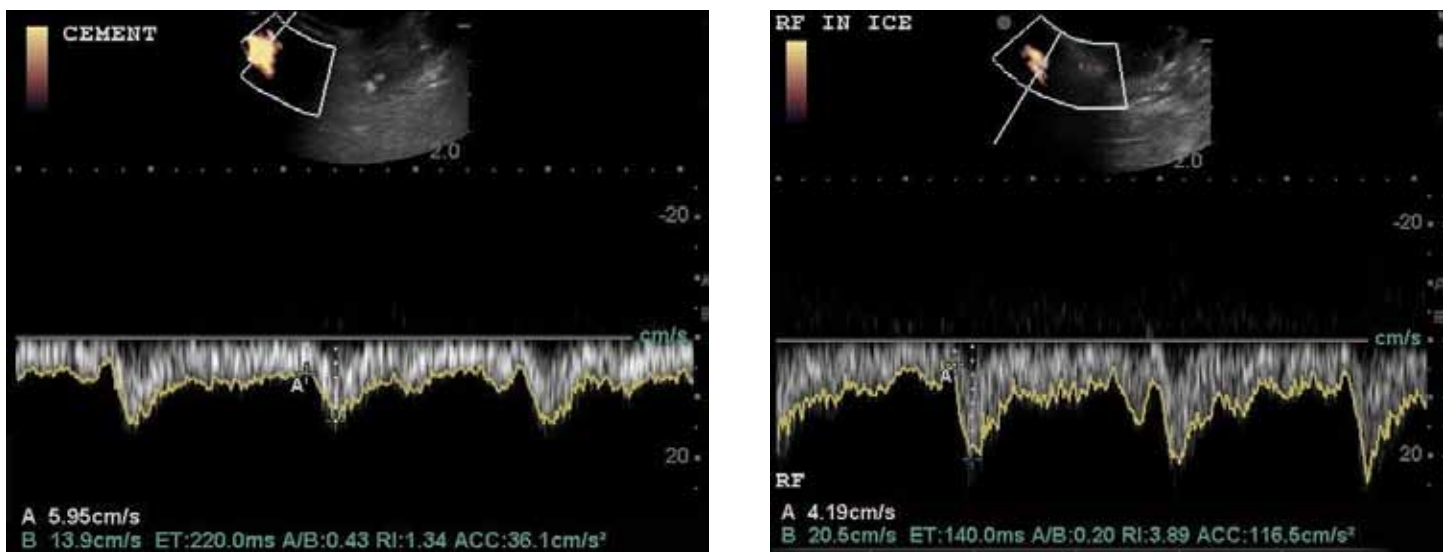 CEMENT
2.0
-20
cm/s
A
20
A 5.95cm/s
B 13.9cm/s ET:220.0ms A/B:0.43 RI:1.34 ACC:36.1cm/s²
RF IN ICE
2.0
-20
cm/s
A
20
RF
A 4.19cm/s
B 20.5cm/s ET:140.0ms A/B:0.20 RI:3.89 ACC:116.5cm/s²